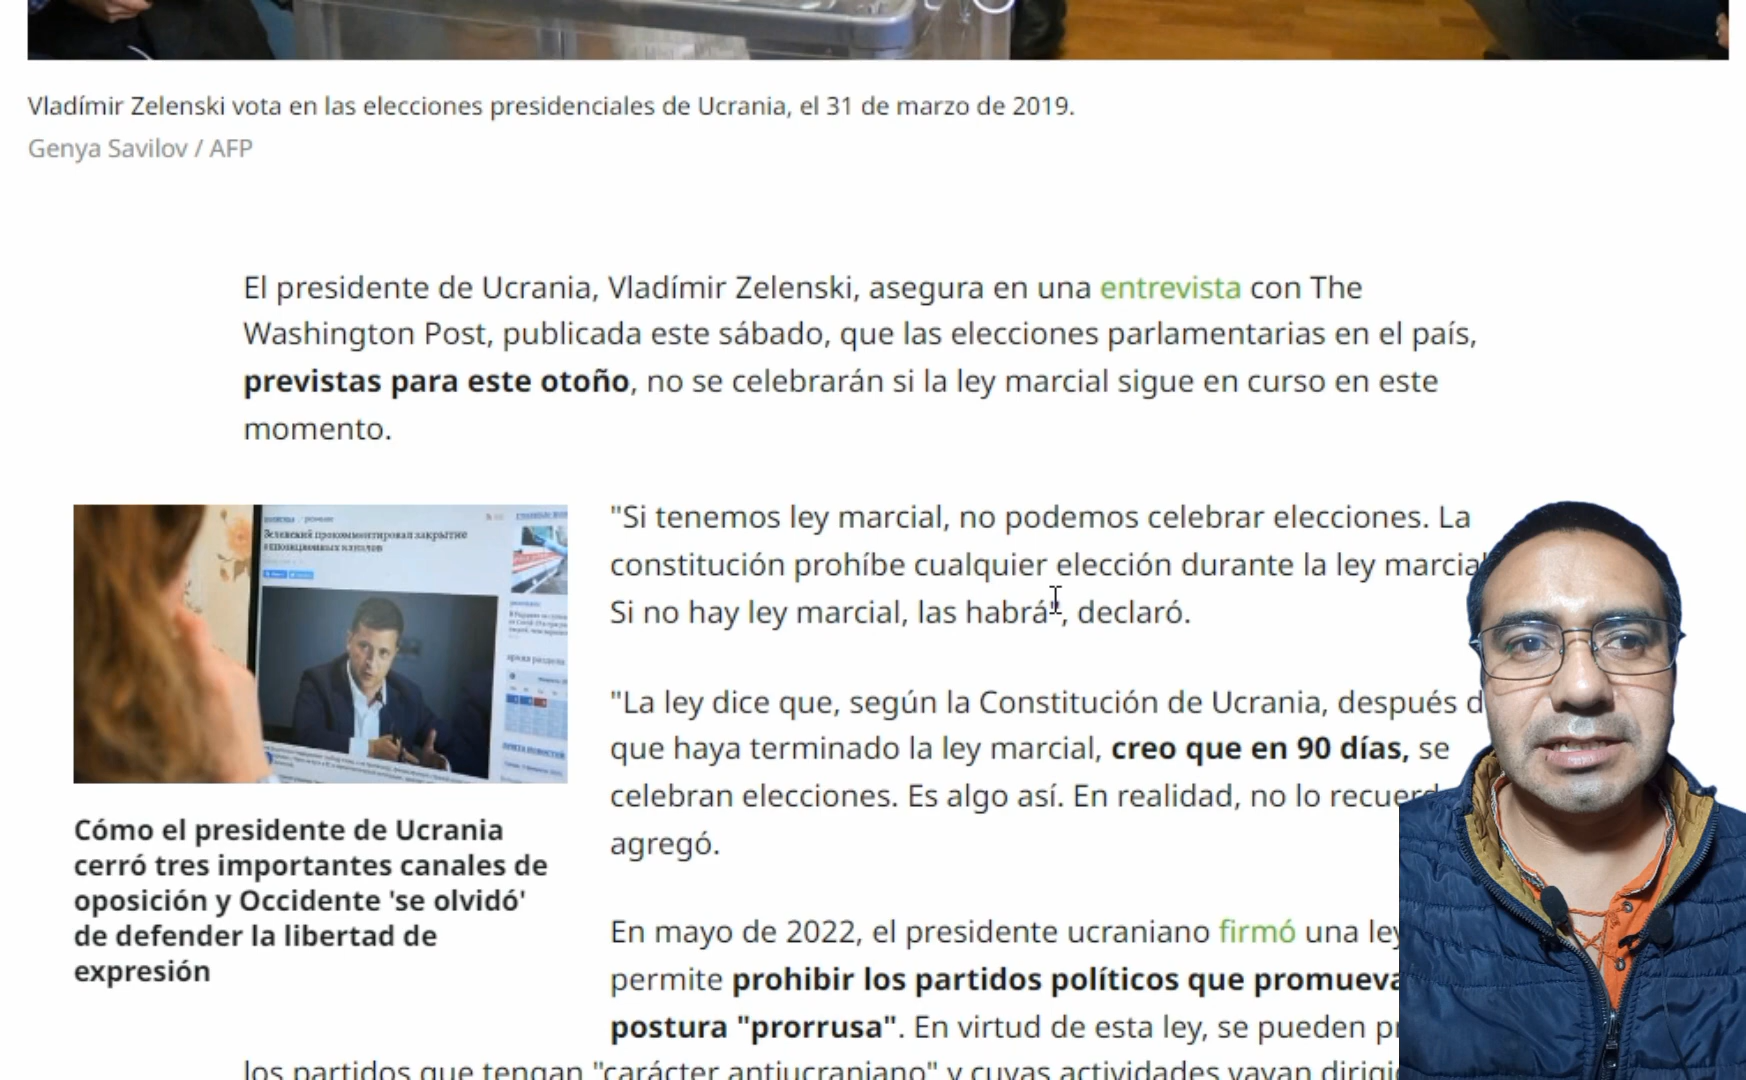 Vladímir Zelenski vota en las elecciones presidenciales de Ucrania, el 31 de marzo de 2019.
Genya Savilov / AFP
El presidente de Ucrania, Vladímir Zelenski, asegura en una entrevista con The
Washington Post, publicada este sábado, que las elecciones parlamentarias en el país,
previstas para este otoño, no se celebrarán si la ley marcial sigue en curso en este
momento.
Зеленский прокомментировал закрытие
оппозиционных каналов
Cómo el presidente de Ucrania
cerró tres importantes canales de
oposición y Occidente 'se olvidó'
de defender la libertad de
expresión
"Si tenemos ley marcial, no podemos celebrar elecciones. La
constitución prohíbe cualquier elección durante la ley marcial
Si no hay ley marcial, las habrá", declaró.
"La ley dice que, según la Constitución de Ucrania, después d
que haya terminado la ley marcial, creo que en 90 días, se
celebran elecciones. Es algo así. En realidad, no lo recuerd
agregó.
En mayo de 2022, el presidente ucraniano firmó una ley
permite prohibir los partidos políticos que promueva
postura "prorrusa". En virtud de esta ley, se pueden pr
los partidos que tengan "carácter antiucraniano" y cuyas actividades vayan dirigi